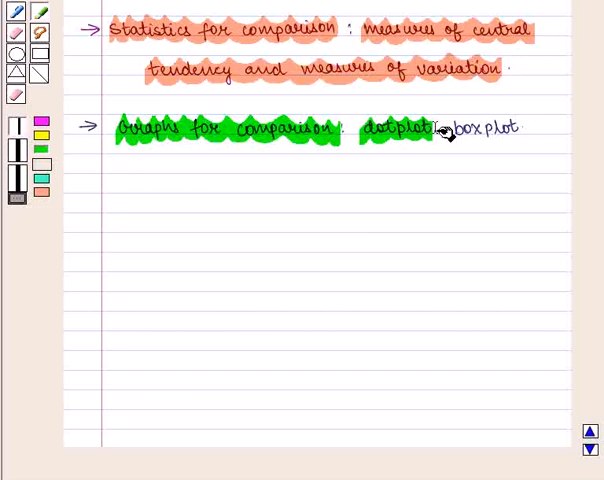 → Statistics for comparison : measures of central
tendency and measures of variation.
→ Graphs for comparison: dotplot, boxplot.